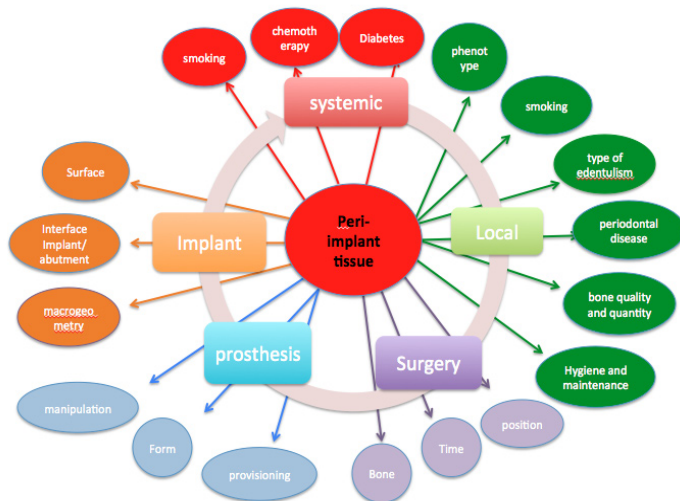 chemoth
erapy
Diabetes
smoking
phenot
ype
systemic
smoking
type of
edentulism
Surface
Peri-
implant
tissue
Interface
Implant/
abutment
Implant
Local
periodontal
disease
macrogeo
metry
bone quality
and quantity
prosthesis
Surgery
Hygiene and
maintenance
manipulation
Form
provisioning
Bone
Time
position